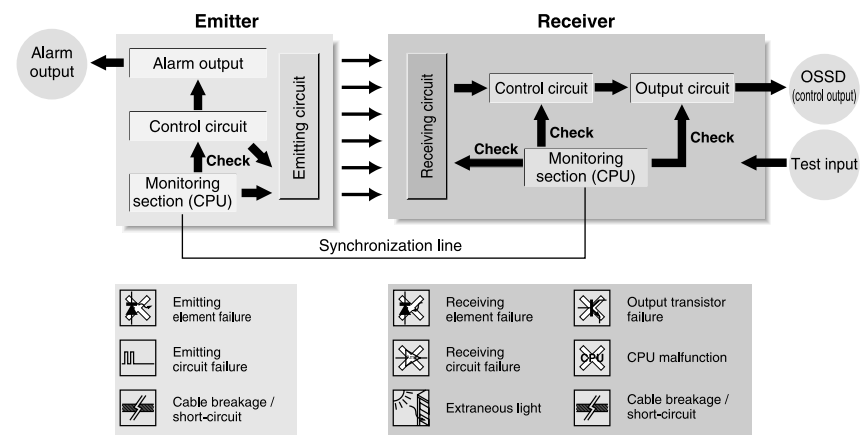 Emitter
Receiver
Alarm
output
Alarm output
Control circuit
Check
Monitoring
section (CPU)
Emitting circuit
Receiving circuit
Control circuit
Output circuit
Check
Check
Check
Monitoring
section (CPU)
OSSD
(control output)
Test input
Synchronization line
Emitting
element failure
Emitting
circuit failure
Cable breakage /
short-circuit
Receiving
element failure
Receiving
circuit failure
Extraneous light
Output transistor
failure
CPU
CPU malfunction
Cable breakage /
short-circuit